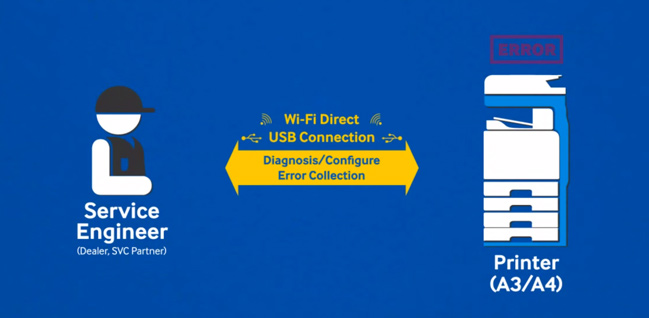 ERROR
Wi-Fi Direct
USB Connection
Diagnosis/Configure
Error Collection
Service
Engineer
(Dealer, SVC Partner)
Printer
(A3/A4)